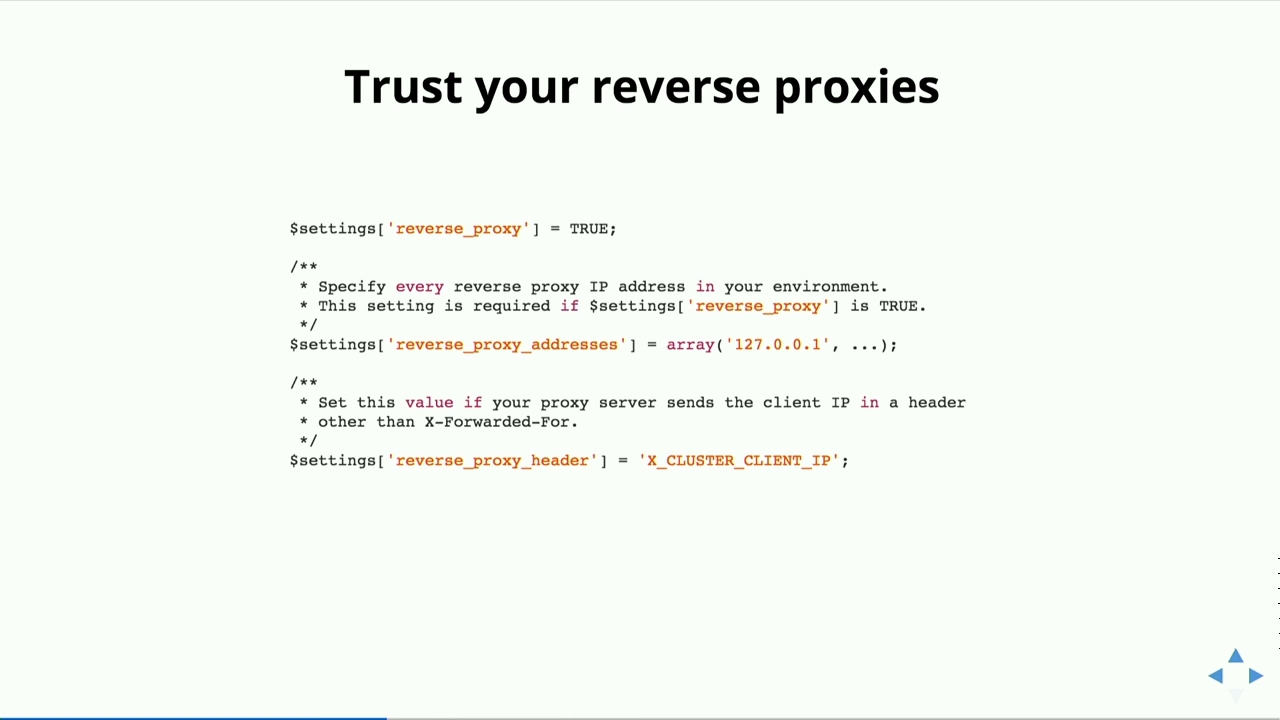 Trust your reverse proxies
$settings['reverse_proxy'] = TRUE;
/**
* Specify every reverse proxy IP address in your environment.
* This setting is required if $settings['reverse_proxy'] is TRUE.
*/
$settings['reverse_proxy_addresses'] = array('127.0.0.1', ...);
/**
* Set this value if your proxy server sends the client IP in a header
* other than X-Forwarded-For.
*/
$settings['reverse_proxy_header'] = 'X_CLUSTER_CLIENT_IP';